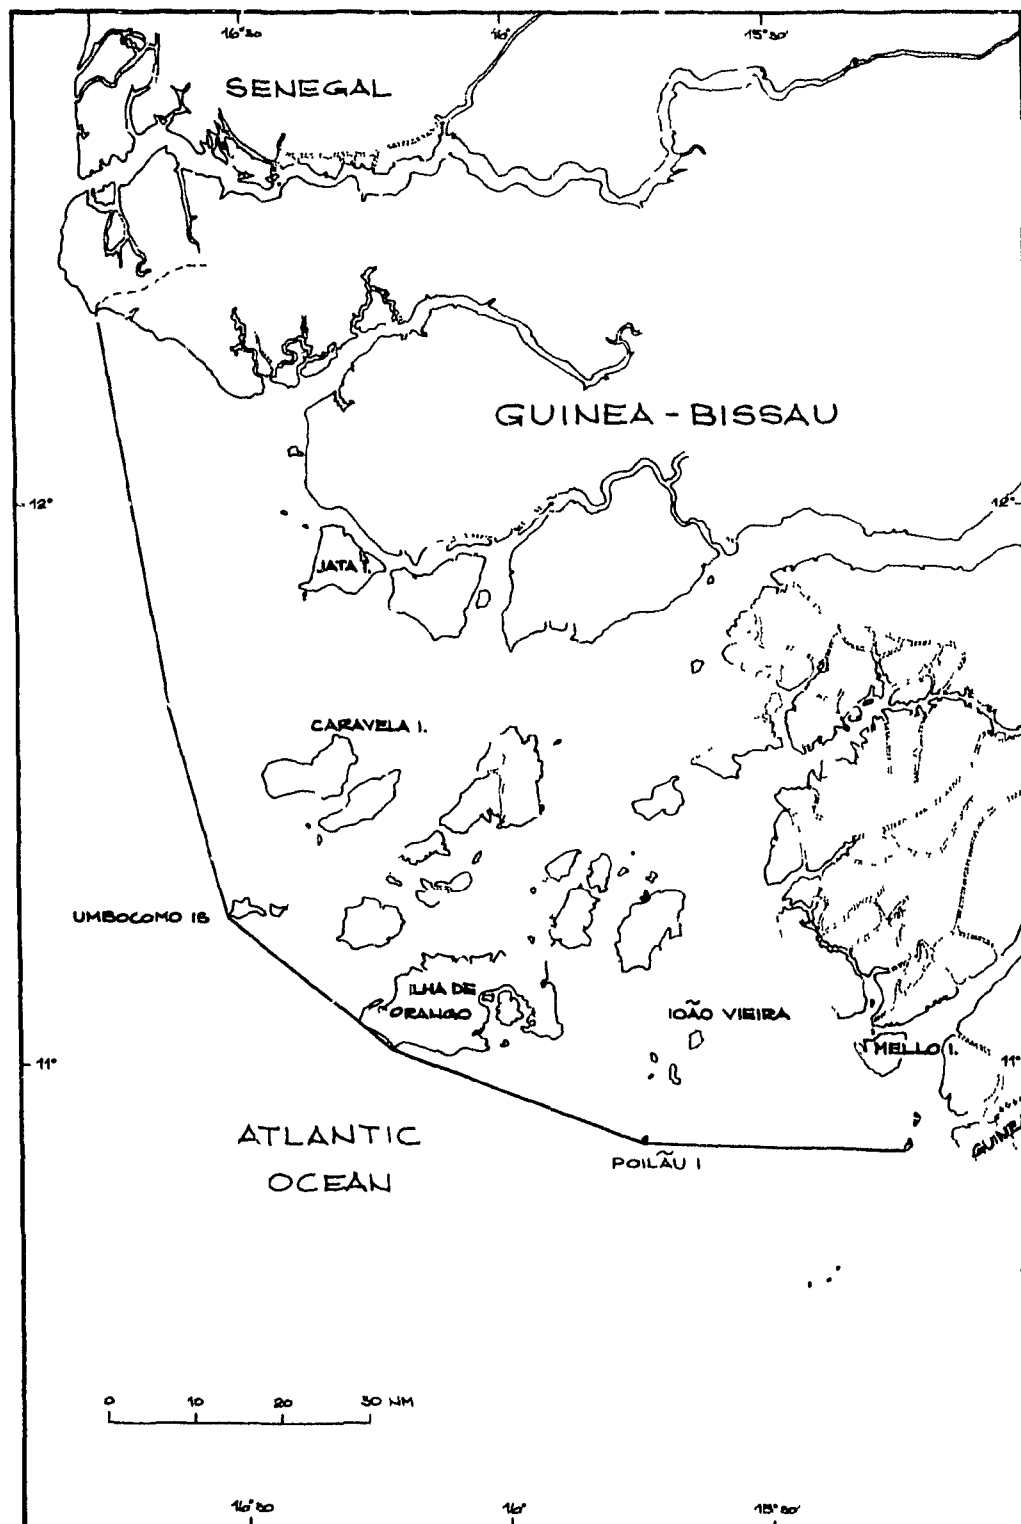 16°30' 16° 15°30'
SENEGAL
GUINEA - BISSAU
12° 12°
JATA I.
CARAVELA I.
UMBOCOMO IS
ILHA DE
ORANGO
IOÃO VIEIRA
MELLO I.
11° 11°
GUINEA
ATLANTIC
OCEAN
POILÃU I
0 10 20 30 NM
16°30' 16° 15°30'